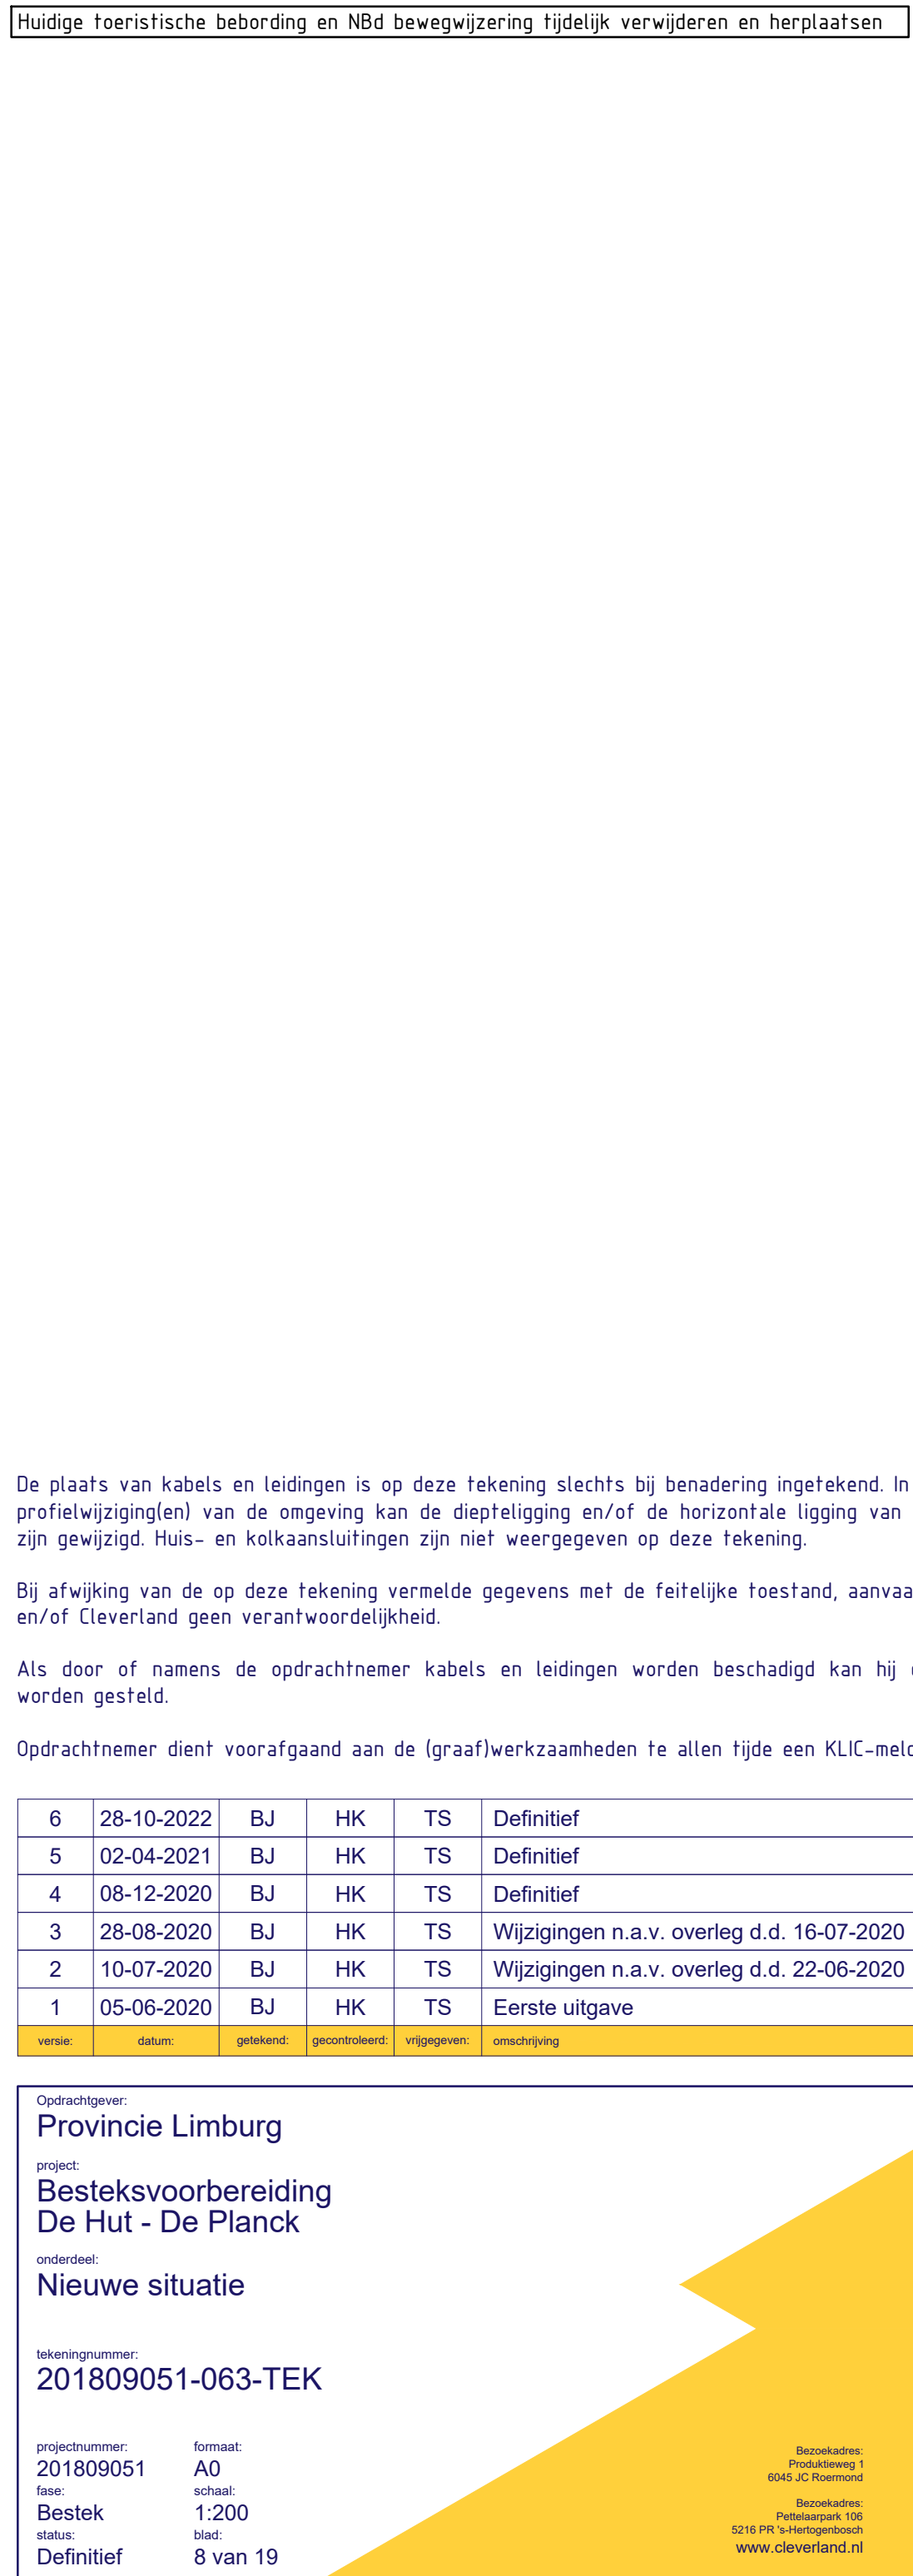 Huidige toeristische bebording en NBd bewegwijzering tijdelijk verwijderen en herplaatsen
De plaats van kabels en leidingen is op deze tekening slechts bij benadering ingetekend. In
profielwijziging(en) van de omgeving kan de diepteligging en/of de horizontale ligging van
zijn gewijzigd. Huis- en kolkaansluitingen zijn niet weergegeven op deze tekening.
Bij afwijking van de op deze tekening vermelde gegevens met de feitelijke toestand,
en/of Cleverland geen verantwoordelijkheid.
Als door of namens de opdrachtnemer kabels en leidingen worden beschadigd kan hij
worden gesteld.
Opdrachtnemer dient voorafgaand aan de (graaf)werkzaamheden te allen tijde een
6 28-10-2022 BJ HK TS Definitief
5 02-04-2021 BJ HK TS Definitief
4 08-12-2020 BJ HK TS Definitief
3 28-08-2020 BJ HK TS Wijzigingen n.a.v. overleg d.d. 16-07-2020
2 10-07-2020 BJ HK TS Wijzigingen n.a.v. overleg d.d. 22-06-2020
1 05-06-2020 BJ HK TS Eerste uitgave
versie: datum: getekend: gecontroleerd: vrijgegeven: omschrijving
Opdrachtgever:
Provincie Limburg
project:
Besteksvoorbereiding
De Hut - De Planck
onderdeel:
Nieuwe situatie
tekeningnummer:
201809051-063-TEK
projectnummer: formaat:
201809051 A0
fase: schaal:
Bestek 1:200
status: blad:
Definitief 8 van 19
Bezoekadres:
Produktieweg 1
6045 JC Roermond
Bezoekadres:
Pettelaarpark 106
5216 PR 's-Hertogenbosch
www.cleverland.nl